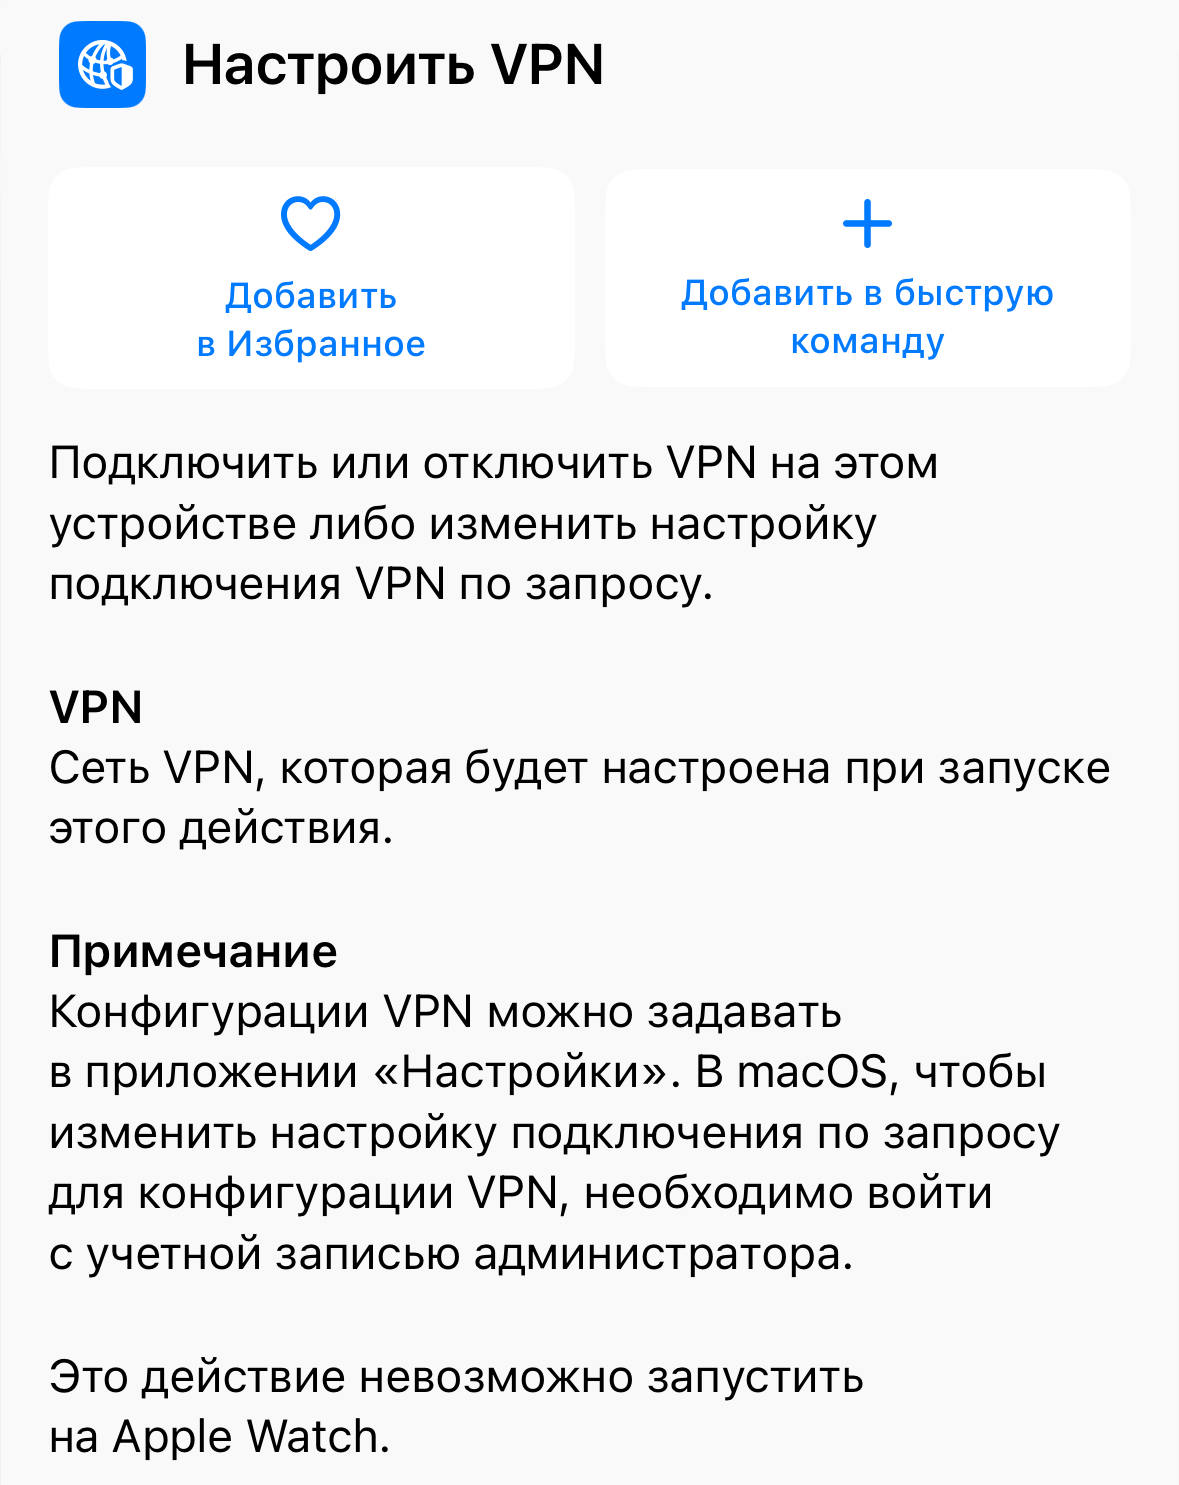 Настроить VPN
Добавить
в Избранное
Добавить в быструю
команду
Подключить или отключить VPN на этом
устройстве либо изменить настройку
подключения VPN по запросу.
VPN
Сеть VPN, которая будет настроена при запуске
этого действия.
Примечание
Конфигурации VPN можно задавать
в приложении «Настройки». В macOS, чтобы
изменить настройку подключения по запросу
для конфигурации VPN, необходимо войти
с учетной записью администратора.
Это действие невозможно запустить
на Apple Watch.